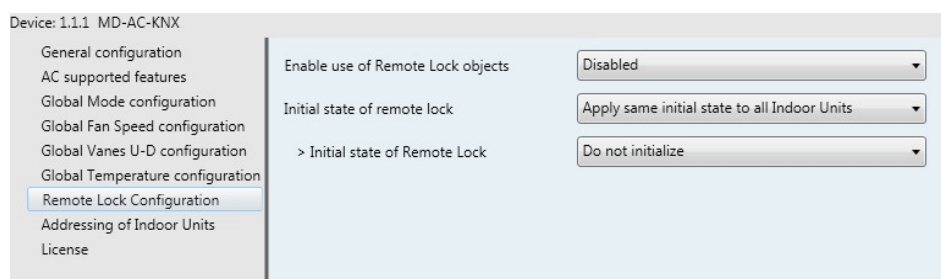 Device: 1.1.1 MD-AC-KNX
General configuration
AC supported features
Global Mode configuration
Global Fan Speed configuration
Global Vanes U-D configuration
Global Temperature configuration
Remote Lock Configuration
Addressing of Indoor Units
License
Enable use of Remote Lock objects Disabled
Initial state of remote lock Apply same initial state to all Indoor Units
> Initial state of Remote Lock Do not initialize